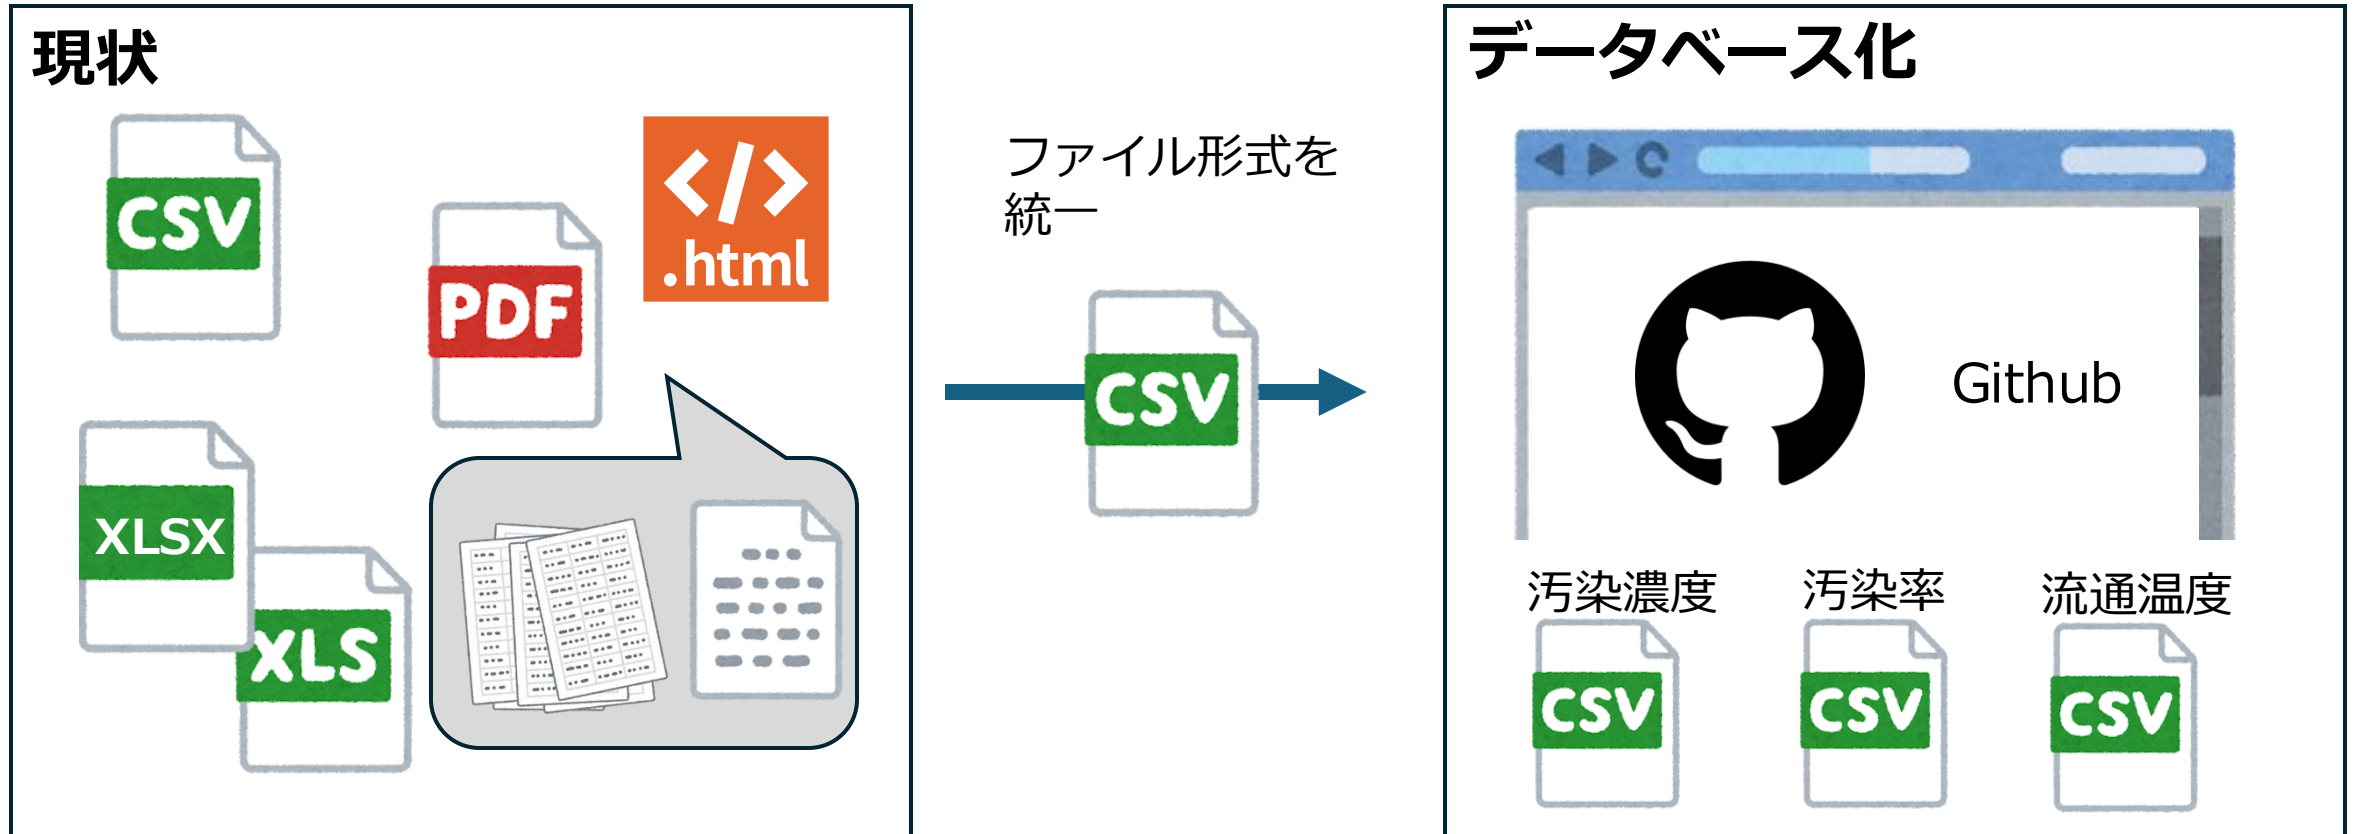 現状
CSV
PDF
</>
.html
XLSX
XLS
ファイル形式を
統一
CSV
データベース化
Github
汚染濃度
汚染率
流通温度
CSV
CSV
CSV